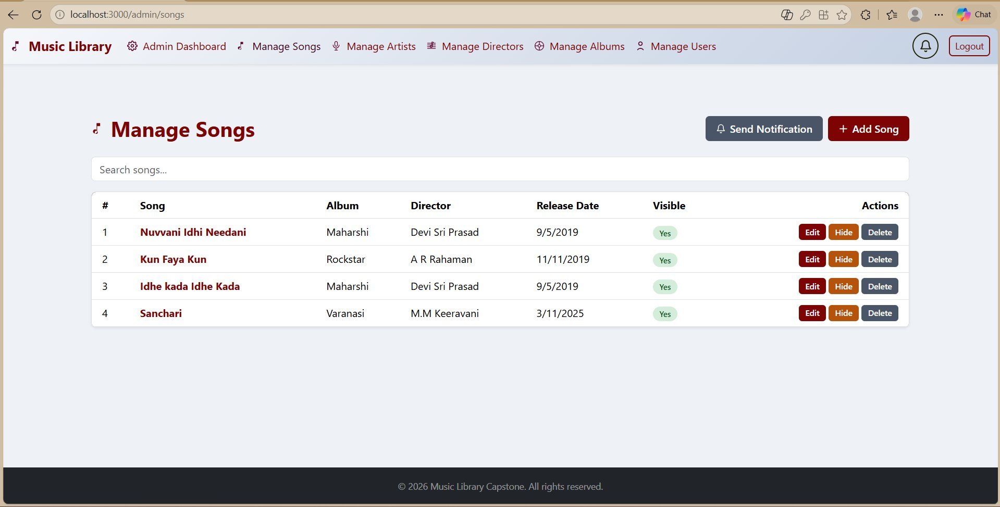 localhost:3000/admin/songs Chat
Music Library Admin Dashboard Manage Songs Manage Artists Manage Directors Manage Albums Manage Users Logout
Manage Songs Send Notification + Add Song
Search songs...
# Song Album Director Release Date Visible Actions
1 Nuvvani Idhi Needani Maharshi Devi Sri Prasad 9/5/2019 Yes Edit Hide Delete
2 Kun Faya Kun Rockstar A R Rahaman 11/11/2019 Yes Edit Hide Delete
3 Idhe kada Idhe Kada Maharshi Devi Sri Prasad 9/5/2019 Yes Edit Hide Delete
4 Sanchari Varanasi M.M Keeravani 3/11/2025 Yes Edit Hide Delete
© 2026 Music Library Capstone. All rights reserved.